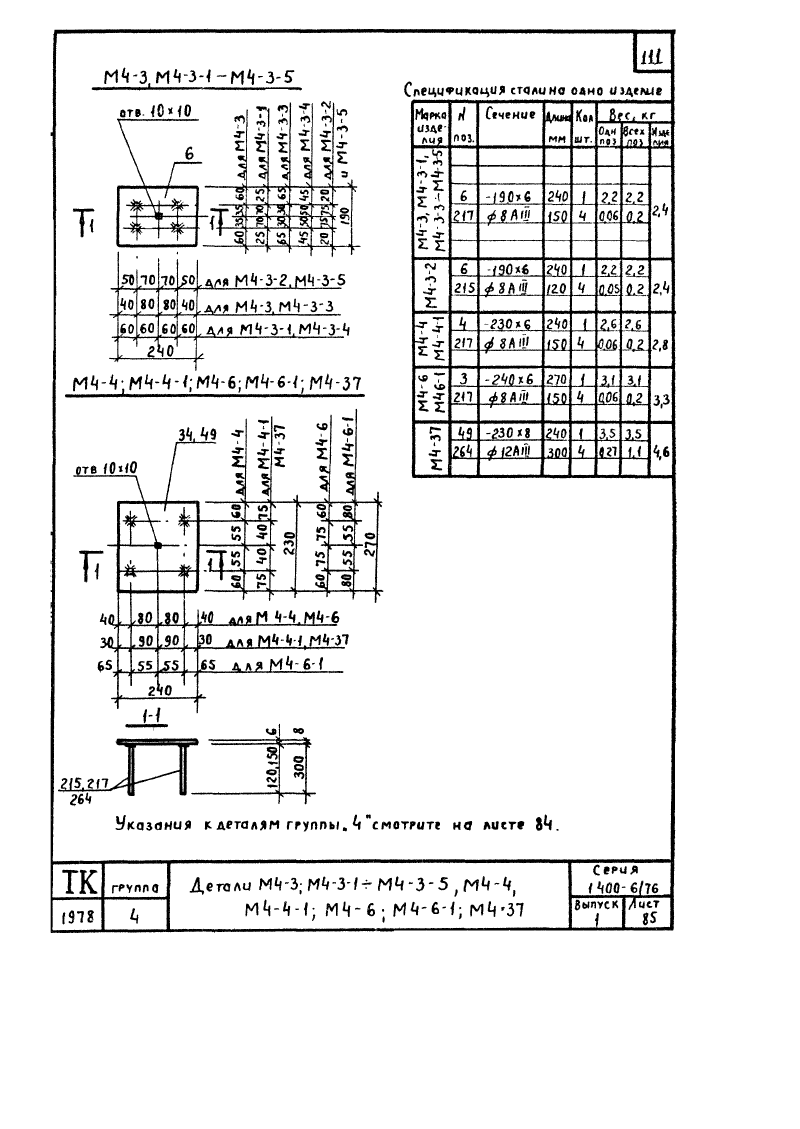 111
М4-3, М4-3-1 – М4-3-5
отв. 10×10
6
для М4-3
для М4-3-1
для М4-3-3
для М4-3-4
для М4-3-2
и М4-3-5
60 35 35 60
25 70 70 25
65 30 30 65
45 50 50 45
20 75 75 20
190
1 1
50 70 70 50 для М4-3-2, М4-3-5
40 80 80 40 для М4-3, М4-3-3
60 60 60 60 для М4-3-1, М4-3-4
240
М4-4; М4-4-1; М4-6; М4-6-1; М4-37
34, 49
отв 10×10
для М4-4
для М4-4-1
М4-37
для М4-6
для М4-6-1
60 55 55 60
75 40 40 75
230
60 75 75 60
80 55 55 80
270
1 1
40 80 80 40 для М 4-4, М4-6
30 90 90 30 для М4-4-1, М4-37
65 55 55 65 для М4-6-1
240
1-1
6 8
120, 150
300
215, 217
264
Спецификация стали на одно изделие
Марка изделия N поз. Сечение Длина мм Кол шт. Вес, кг
Одн поз Всех поз Изделия
М4-3, М4-3-1,
М4-3-3 – М4-3-5
6 -190×6 240 1 2,2 2,2
217 ϕ8АIII 150 4 0,06 0,2 2,4
М4-3-2
6 -190×6 240 1 2,2 2,2
215 ϕ8АIII 120 4 0,05 0,2 2,4
М4-4
М4-4-1
4 -230×6 240 1 2,6 2,6
217 ϕ8АIII 150 4 0,06 0,2 2,8
М4-6
М46-1
3 -240×6 270 1 3,1 3,1
217 ϕ8АIII 150 4 0,06 0,2 3,3
М4-37
49 -230×8 240 1 3,5 3,5
264 ϕ12АIII 300 4 0,27 1,1 4,6
Указания к деталям группы „4" смотрите на листе 84.
ТК группа
1978 4
Детали М4-3; М4-3-1 ÷ М4-3-5, М4-4,
М4-4-1; М4-6; М4-6-1; М4-37
Серия
1400-6/76
Выпуск Лист
1 85